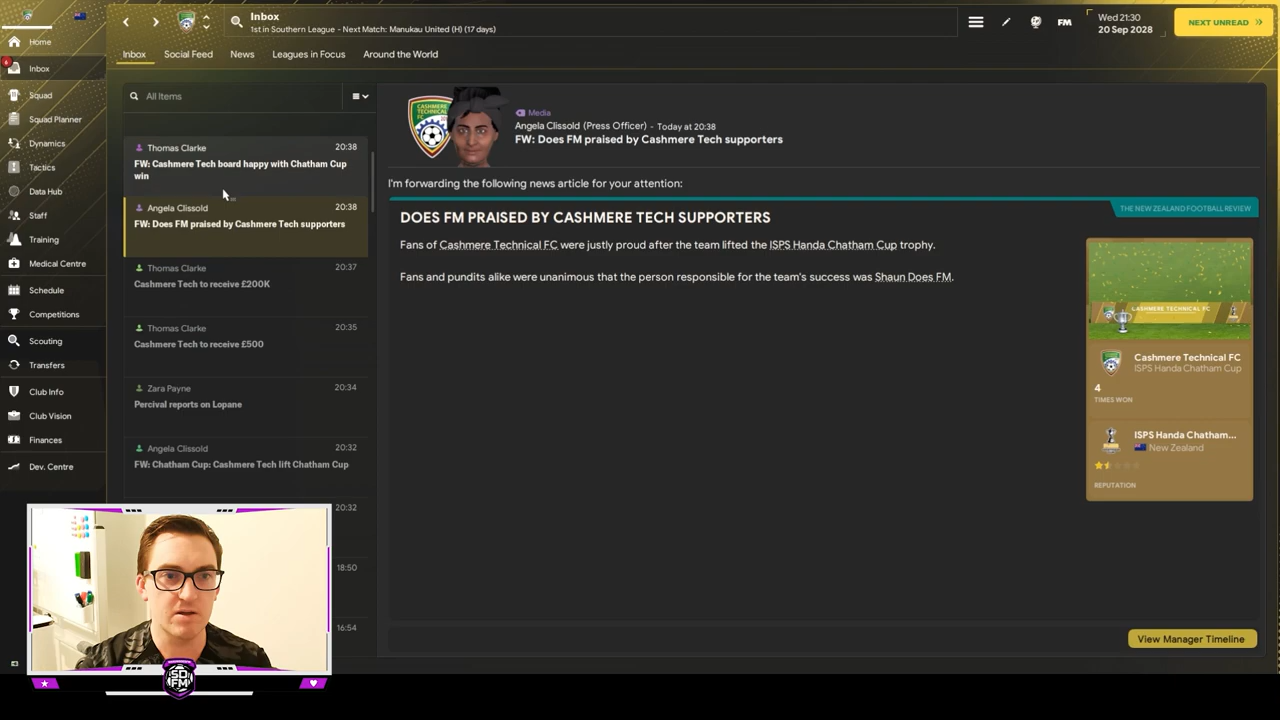 Inbox
1st in Southern League - Next Match: Manukau United (H) (17 days)
FM
Wed 21:30
20 Sep 2028
NEXT UNREAD
Home
6
Inbox
Squad
Squad Planner
Dynamics
Tactics
Data Hub
Staff
Training
Medical Centre
Schedule
Competitions
Scouting
Transfers
Club Info
Club Vision
Finances
Dev. Centre
Inbox Social Feed News Leagues in Focus Around the World
All Items
Thomas Clarke 20:38
FW: Cashmere Tech board happy with Chatham Cup
win
Angela Clissold 20:38
FW: Does FM praised by Cashmere Tech supporters
Thomas Clarke 20:37
Cashmere Tech to receive £200K
Thomas Clarke 20:35
Cashmere Tech to receive £500
Zara Payne 20:34
Percival reports on Lopane
Angela Clissold 20:32
FW: Chatham Cup: Cashmere Tech lift Chatham Cup
20:32
18:50
16:54
CASHMERE
TECHNICAL FC
Media
Angela Clissold (Press Officer) - Today at 20:38
FW: Does FM praised by Cashmere Tech supporters
I'm forwarding the following news article for your attention:
THE NEW ZEALAND FOOTBALL REVIEW
DOES FM PRAISED BY CASHMERE TECH SUPPORTERS
Fans of Cashmere Technical FC were justly proud after the team lifted the ISPS Handa Chatham Cup trophy.
Fans and pundits alike were unanimous that the person responsible for the team's success was Shaun Does FM.
CASHMERE TECHNICAL FC
Cashmere Technical FC
ISPS Handa Chatham Cup
4
TIMES WON
ISPS Handa Chatham...
New Zealand
REPUTATION
View Manager Timeline
SD
FM